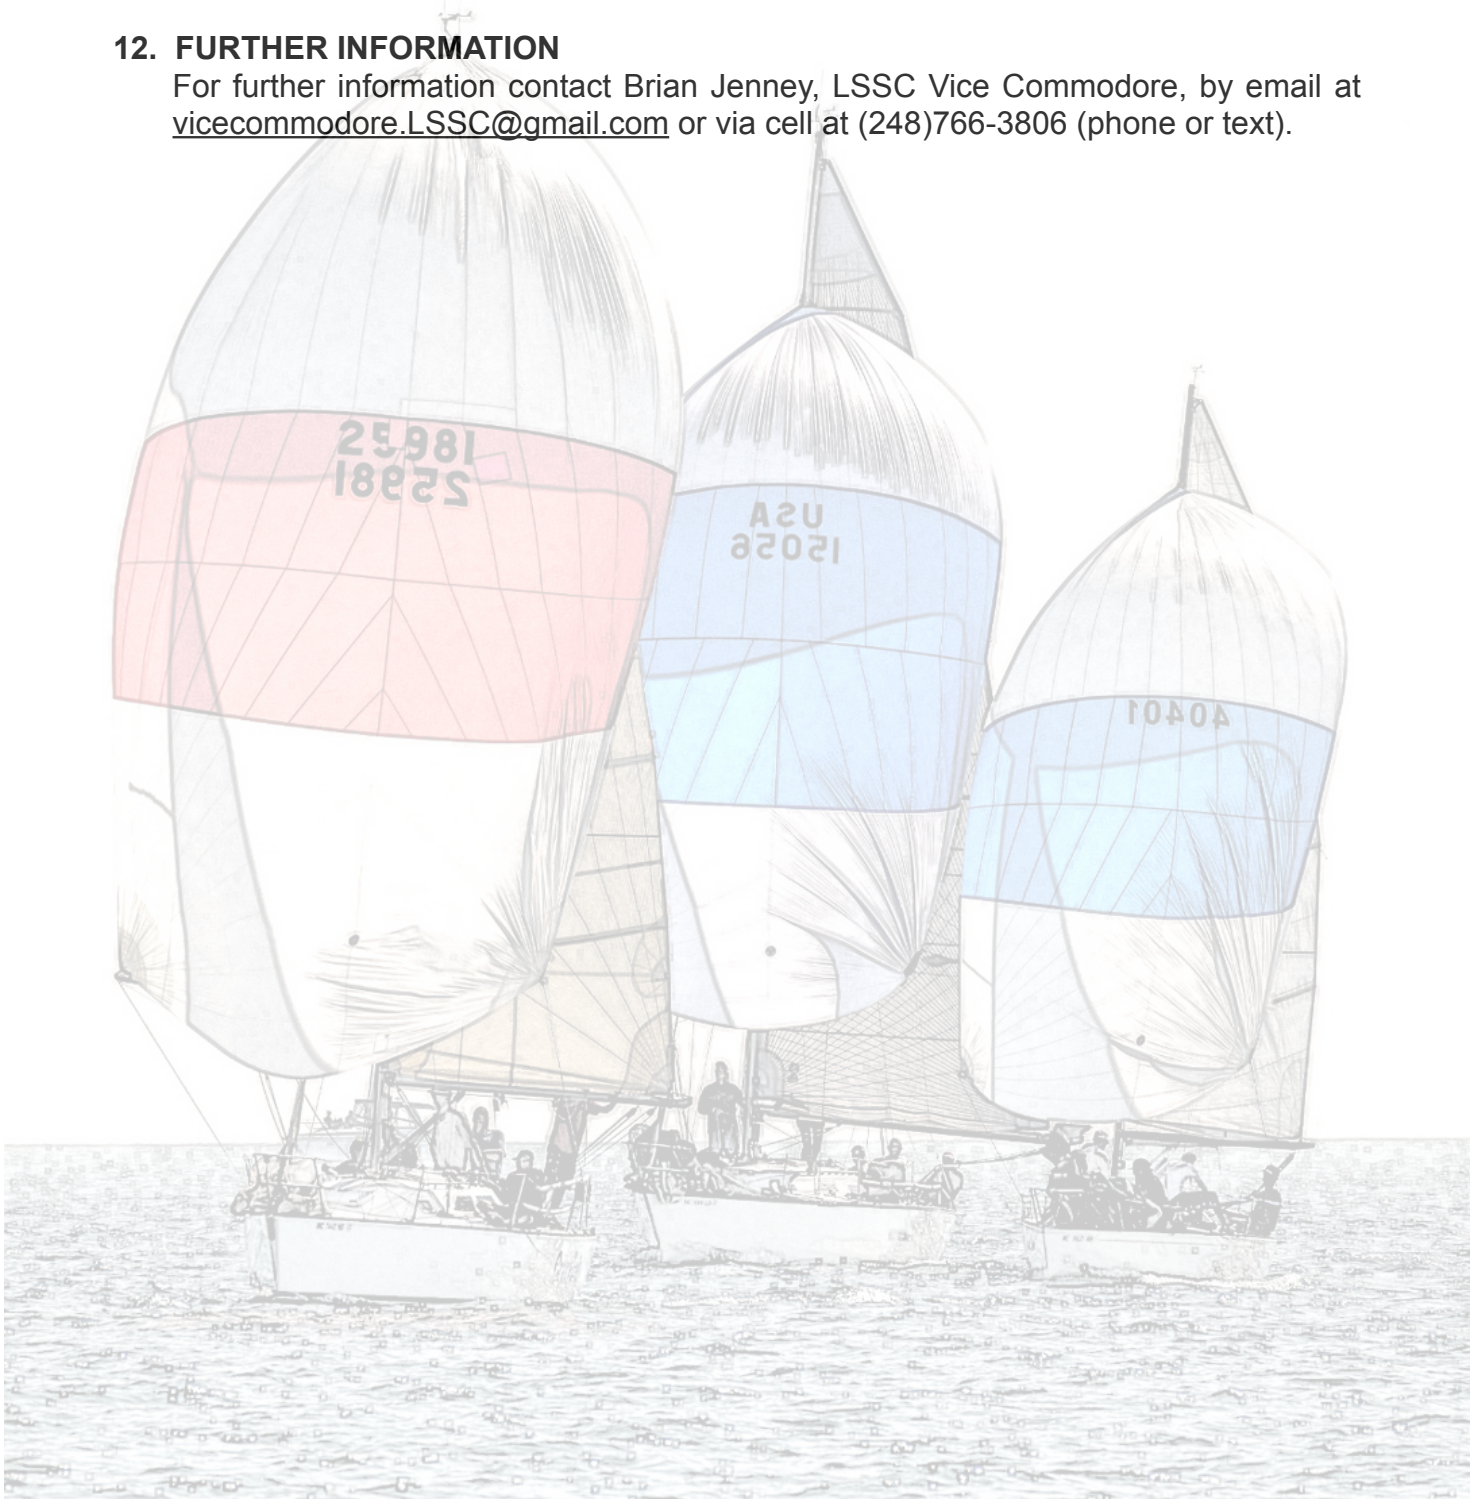 12. FURTHER INFORMATION
For further information contact Brian Jenney, LSSC Vice Commodore, by email at
vicecommodore.LSSC@gmail.com or via cell at (248)766-3806 (phone or text).
25981
25981
USA
15056
40401